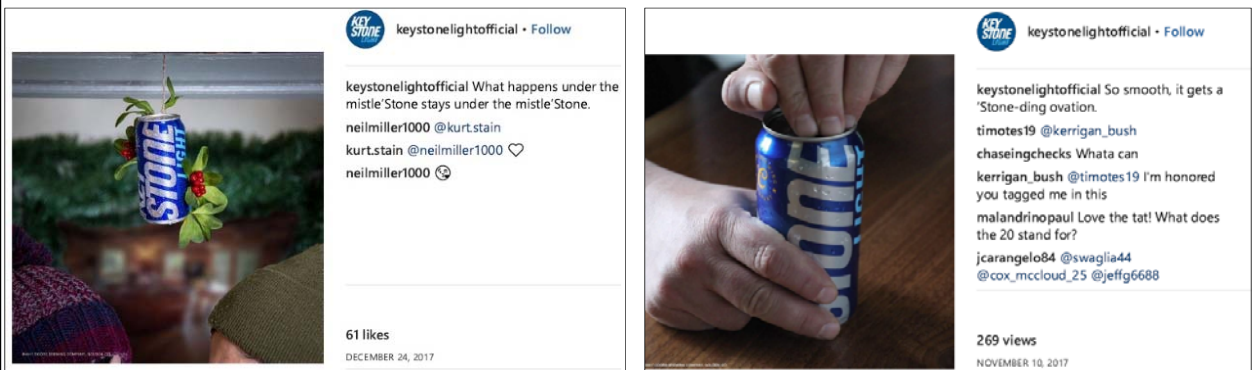 KEY
STONE
LIGHT
keystonelightofficial • Follow
keystonelightofficial What happens under the
mistle'Stone stays under the mistle'Stone.
neilmiller1000 @kurt.stain
kurt.stain @neilmiller1000
neilmiller1000
61 likes
DECEMBER 24, 2017
STONE
LIGHT
KEY
STONE
LIGHT
keystonelightofficial • Follow
keystonelightofficial So smooth, it gets a
'Stone-ding ovation.
timotes19 @kerrigan_bush
chaseingchecks Whata can
kerrigan_bush @timotes19 I'm honored
you tagged me in this
malandrinopaul Love the tat! What does
the 20 stand for?
jcarangelo84 @swaglia44
@cox_mccloud_25 @jeffg6688
269 views
NOVEMBER 10, 2017
STONE
LIGHT